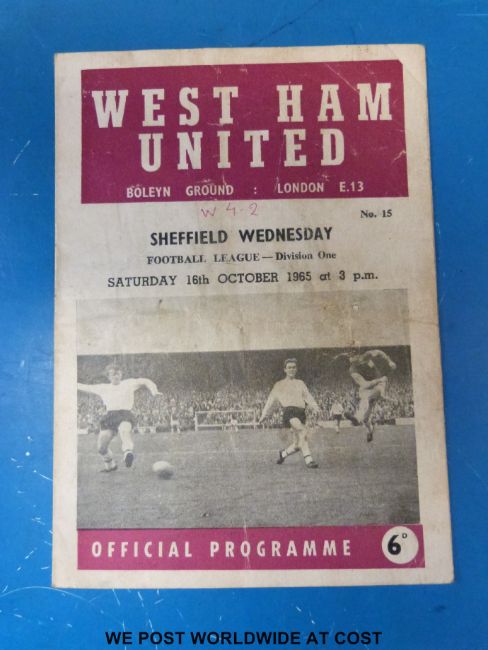 WEST HAM
UNITED
BOLEYN GROUND : LONDON E.13
W 4-2
No. 15
SHEFFIELD WEDNESDAY
FOOTBALL LEAGUE — Division One
SATURDAY 16th OCTOBER 1965 at 3 p.m.
OFFICIAL PROGRAMME 6D
WE POST WORLDWIDE AT COST